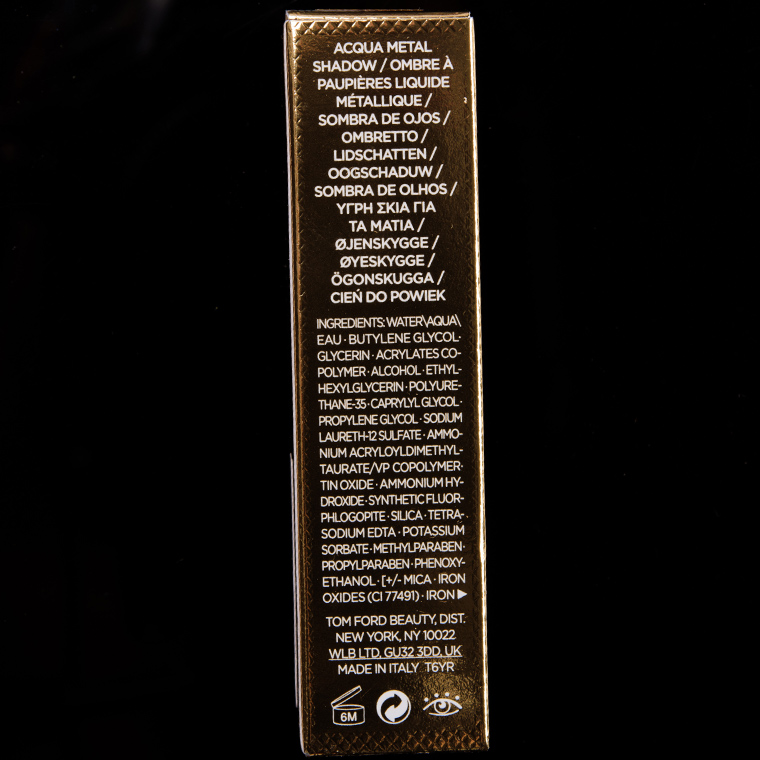 ACQUA METAL
SHADOW / OMBRE À
PAUPIÈRES LIQUIDE
MÉTALLIQUE /
SOMBRA DE OJOS /
OMBRETTO /
LIDSCHATTEN /
OOGSCHADUW /
SOMBRA DE OLHOS /
ΥΓΡΗ ΣΚΙΑ ΓΙΑ
ΤΑ ΜΑΤΙΑ /
ØJENSKYGGE /
ØYESKYGGE /
ÖGONSKUGGA /
CIEŃ DO POWIEK
INGREDIENTS: WATER\AQUA\
EAU · BUTYLENE GLYCOL ·
GLYCERIN · ACRYLATES CO-
POLYMER · ALCOHOL · ETHYL-
HEXYLGLYCERIN · POLYURE-
THANE-35 · CAPRYLYL GLYCOL ·
PROPYLENE GLYCOL · SODIUM
LAURETH-12 SULFATE · AMMO-
NIUM ACRYLOYLDIMETHYL-
TAURATE/VP COPOLYMER ·
TIN OXIDE · AMMONIUM HY-
DROXIDE · SYNTHETIC FLUOR-
PHLOGOPITE · SILICA · TETRA-
SODIUM EDTA · POTASSIUM
SORBATE · METHYLPARABEN ·
PROPYLPARABEN · PHENOXY-
ETHANOL · [+/- MICA · IRON
OXIDES (CI 77491) · IRON ▶
TOM FORD BEAUTY, DIST.
NEW YORK, NY 10022
WLB LTD, GU32 3DD, UK
MADE IN ITALY T6YR
6M